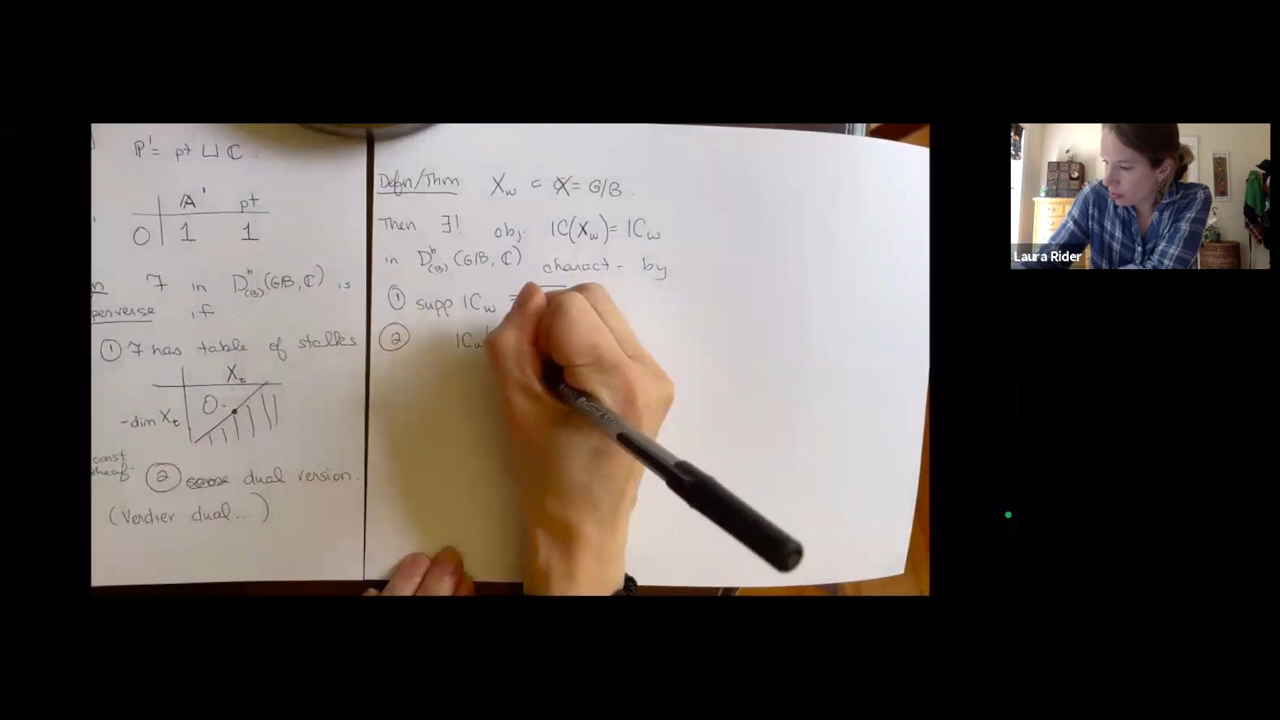 P¹ = pt ⊔ ℂ.
A¹ pt
0 1 1
F in D^b_(B)(G/B, ℂ) is
perverse if
① F has table of stalks
X_t
0
-dim X_t
const
sheaf.
② dual version.
(Verdier dual...)
Defn/Thm X_w ⊂ X = G/B.
Then ∃! obj. IC(X_w) = IC_w
in D^b_(B)(G/B, ℂ) charact- by
① supp IC_w
② IC_w
Laura Rider